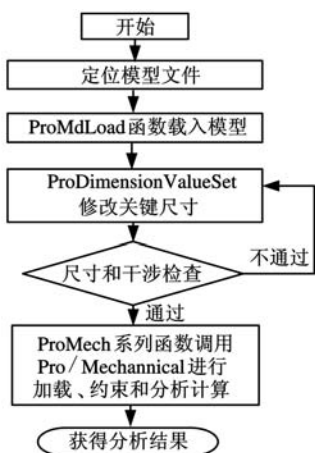 开始
定位模型文件
ProMdLoad函数载入模型
ProDimensionValueSet
修改关键尺寸
尺寸和干涉检查
不通过
通过
ProMech系列函数调用
Pro/Mechannical进行
加载、约束和分析计算
获得分析结果